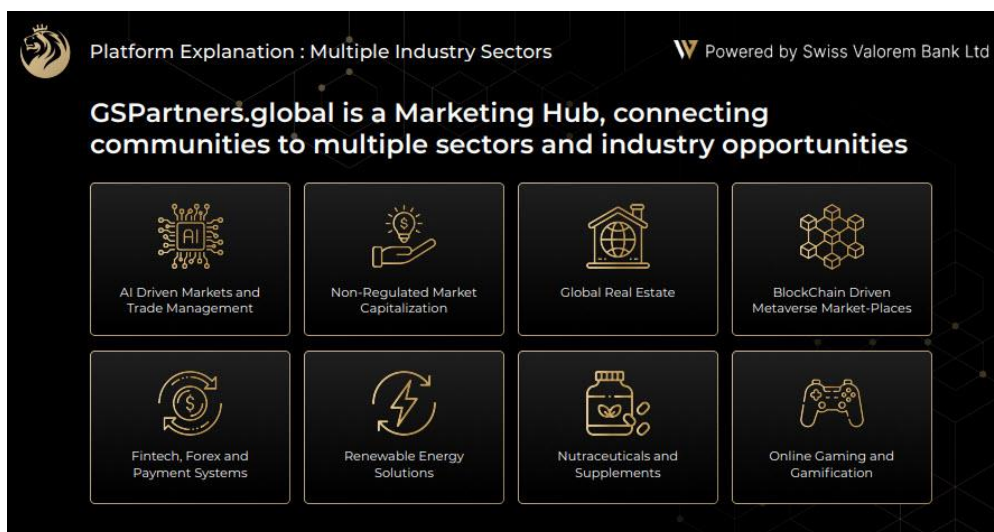 Platform Explanation : Multiple Industry Sectors
Powered by Swiss Valorem Bank Ltd
GSPartners.global is a Marketing Hub, connecting
communities to multiple sectors and industry opportunities
AI
AI Driven Markets and
Trade Management
$
Non-Regulated Market
Capitalization
Global Real Estate
BlockChain Driven
Metaverse Market-Places
$
Fintech, Forex and
Payment Systems
Renewable Energy
Solutions
Nutraceuticals and
Supplements
Online Gaming and
Gamification